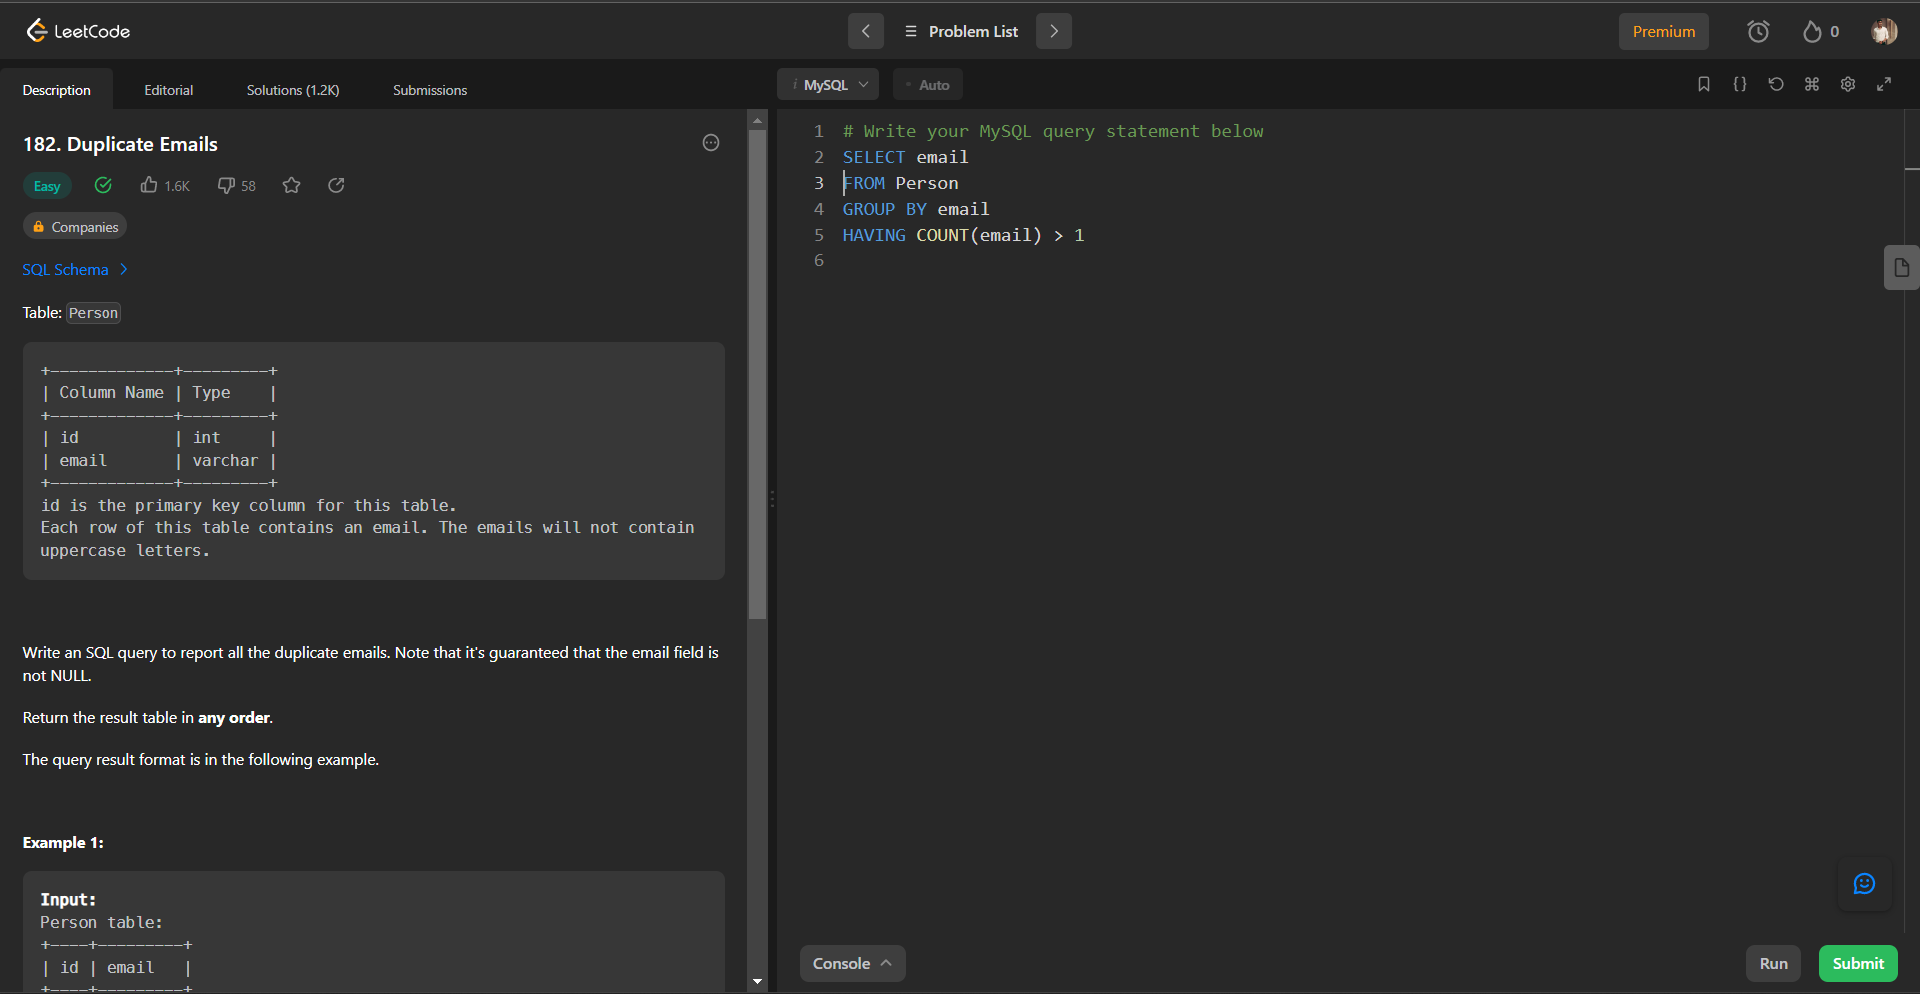 LeetCode
Problem List
Premium
0
Description
Editorial
Solutions (1.2K)
Submissions
182. Duplicate Emails
Easy
1.6K
58
Companies
SQL Schema
Table: Person
+-------------+---------+
| Column Name | Type    |
+-------------+---------+
| id          | int     |
| email       | varchar |
+-------------+---------+
id is the primary key column for this table.
Each row of this table contains an email. The emails will not contain
uppercase letters.
Write an SQL query to report all the duplicate emails. Note that it's guaranteed that the email field is
not NULL.
Return the result table in any order.
The query result format is in the following example.
Example 1:
Input:
Person table:
+----+---------+
| id | email   |
+----+---------+
i MySQL
Auto
1 # Write your MySQL query statement below
2 SELECT email
3 FROM Person
4 GROUP BY email
5 HAVING COUNT(email) > 1
6
{}
Console
Run
Submit